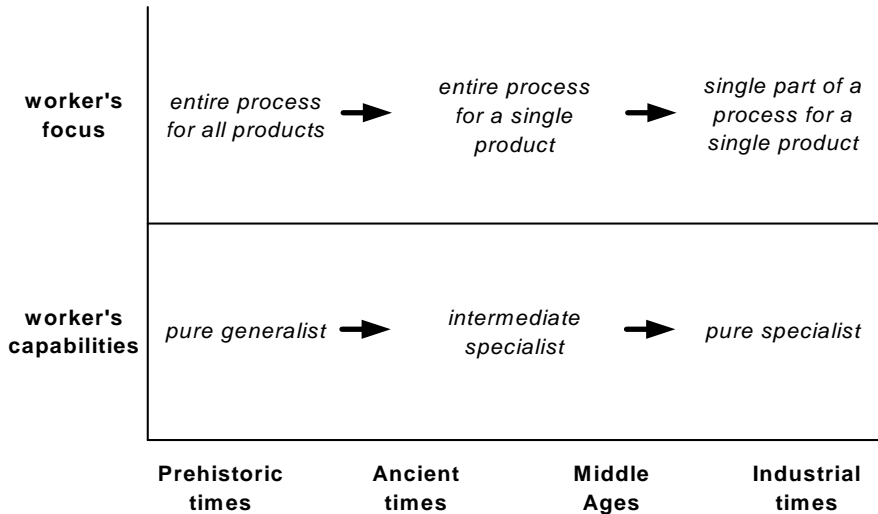 worker's
focus
entire process
for all products
entire process
for a single
product
single part of a
process for a
single product
worker's
capabilities
pure generalist
intermediate
specialist
pure specialist
Prehistoric
times
Ancient
times
Middle
Ages
Industrial
times